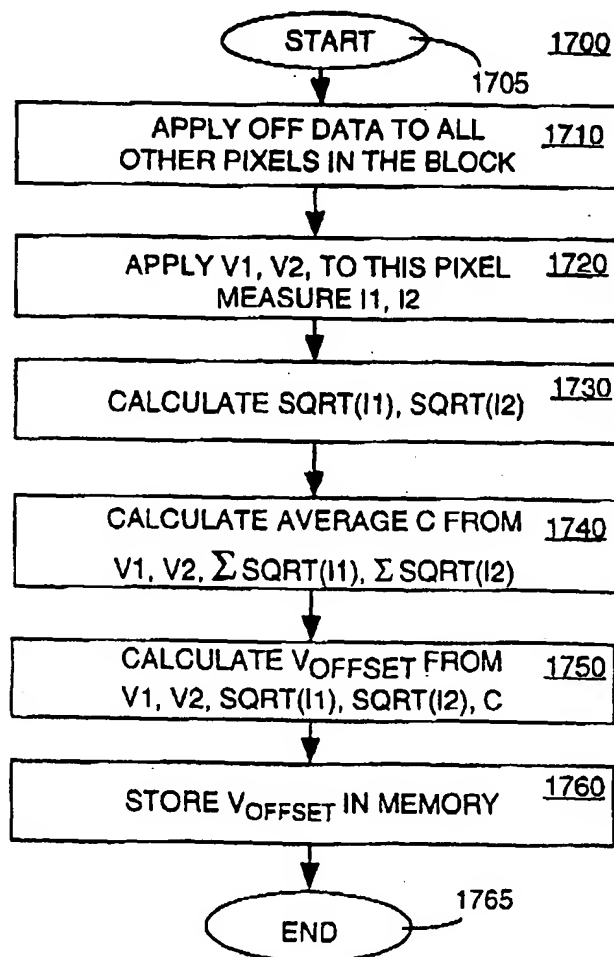 START
1700
1705
APPLY OFF DATA TO ALL
OTHER PIXELS IN THE BLOCK
1710
APPLY V1, V2, TO THIS PIXEL
MEASURE I1, I2
1720
CALCULATE SQRT(I1), SQRT(I2)
1730
CALCULATE AVERAGE C FROM
V1, V2, Σ SQRT(I1), Σ SQRT(I2)
1740
CALCULATE VOFFSET FROM
V1, V2, SQRT(I1), SQRT(I2), C
1750
STORE VOFFSET IN MEMORY
1760
END
1765